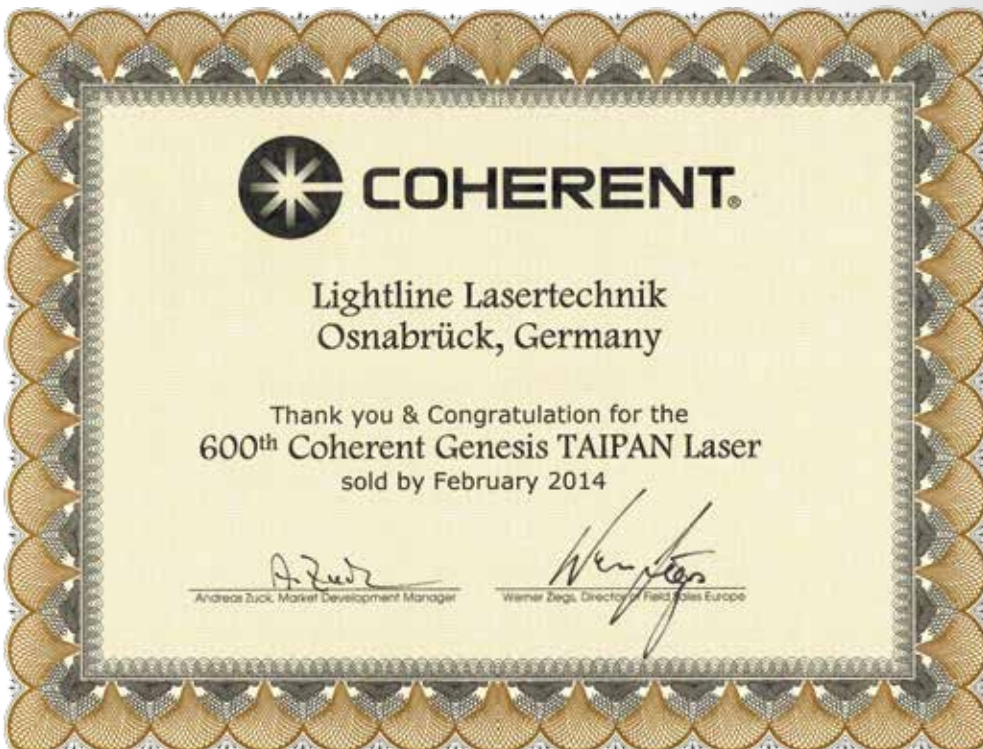 COHERENT®
Lightline Lasertechnik
Osnabrück, Germany
Thank you & Congratulation for the
600th Coherent Genesis TAIPAN Laser
sold by February 2014
A. Zuck
Andreas Zuck, Market Development Manager
Werner Ziegs, Director of Field Sales Europe